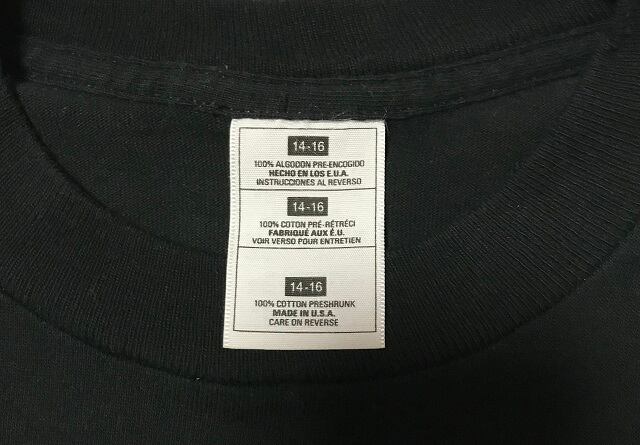 14-16
100% ALGODON PRE-ENCOGIDO
HECHO EN LOS E.U.A.
INSTRUCCIONES AL REVERSO
14-16
100% COTON PRÉ-RÉTRÉCI
FABRIQUÉ AUX É.U.
VOIR VERSO POUR ENTRETIEN
14-16
100% COTTON PRESHRUNK
MADE IN U.S.A.
CARE ON REVERSE